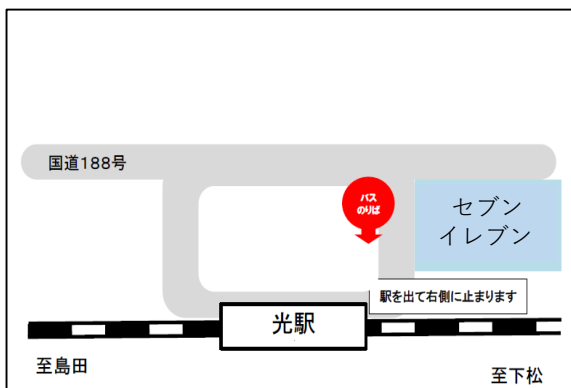 国道188号
バス
のりば
セブン
イレブン
駅を出て右側に止まります
光駅
至島田
至下松